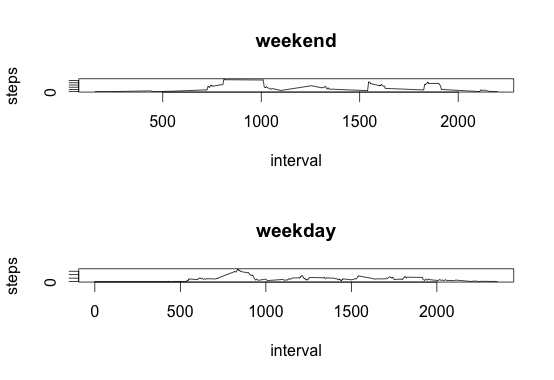 weekend
steps
0
500 1000 1500 2000
interval
weekday
steps
0
0 500 1000 1500 2000
interval